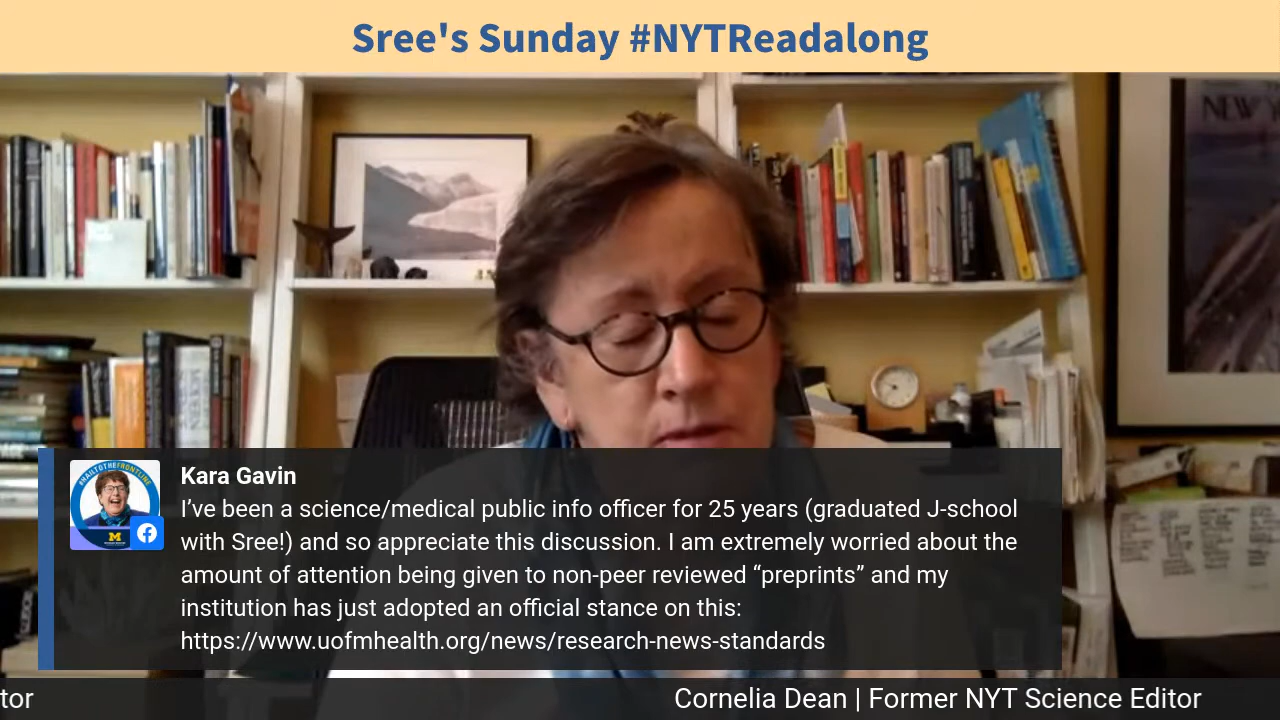 Sree's Sunday #NYTReadalong
NEW Y
#HAILTOTHEFRONTLINE
M
Kara Gavin
I’ve been a science/medical public info officer for 25 years (graduated J-school
with Sree!) and so appreciate this discussion. I am extremely worried about the
amount of attention being given to non-peer reviewed “preprints” and my
institution has just adopted an official stance on this:
https://www.uofmhealth.org/news/research-news-standards
tor
Cornelia Dean | Former NYT Science Editor